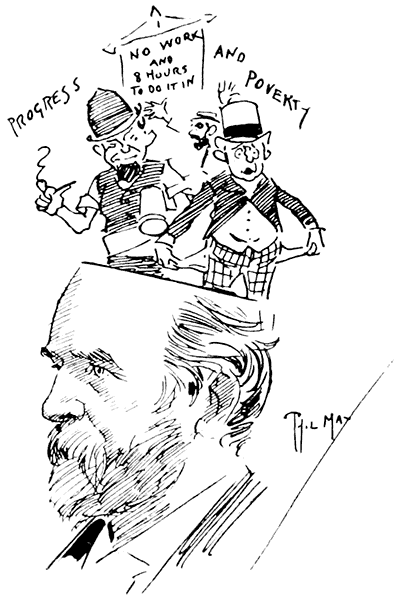 PROGRESS
NO WORK
AND
8 HOURS
TO DO IT IN
AND
POVERTY
PHIL MAY